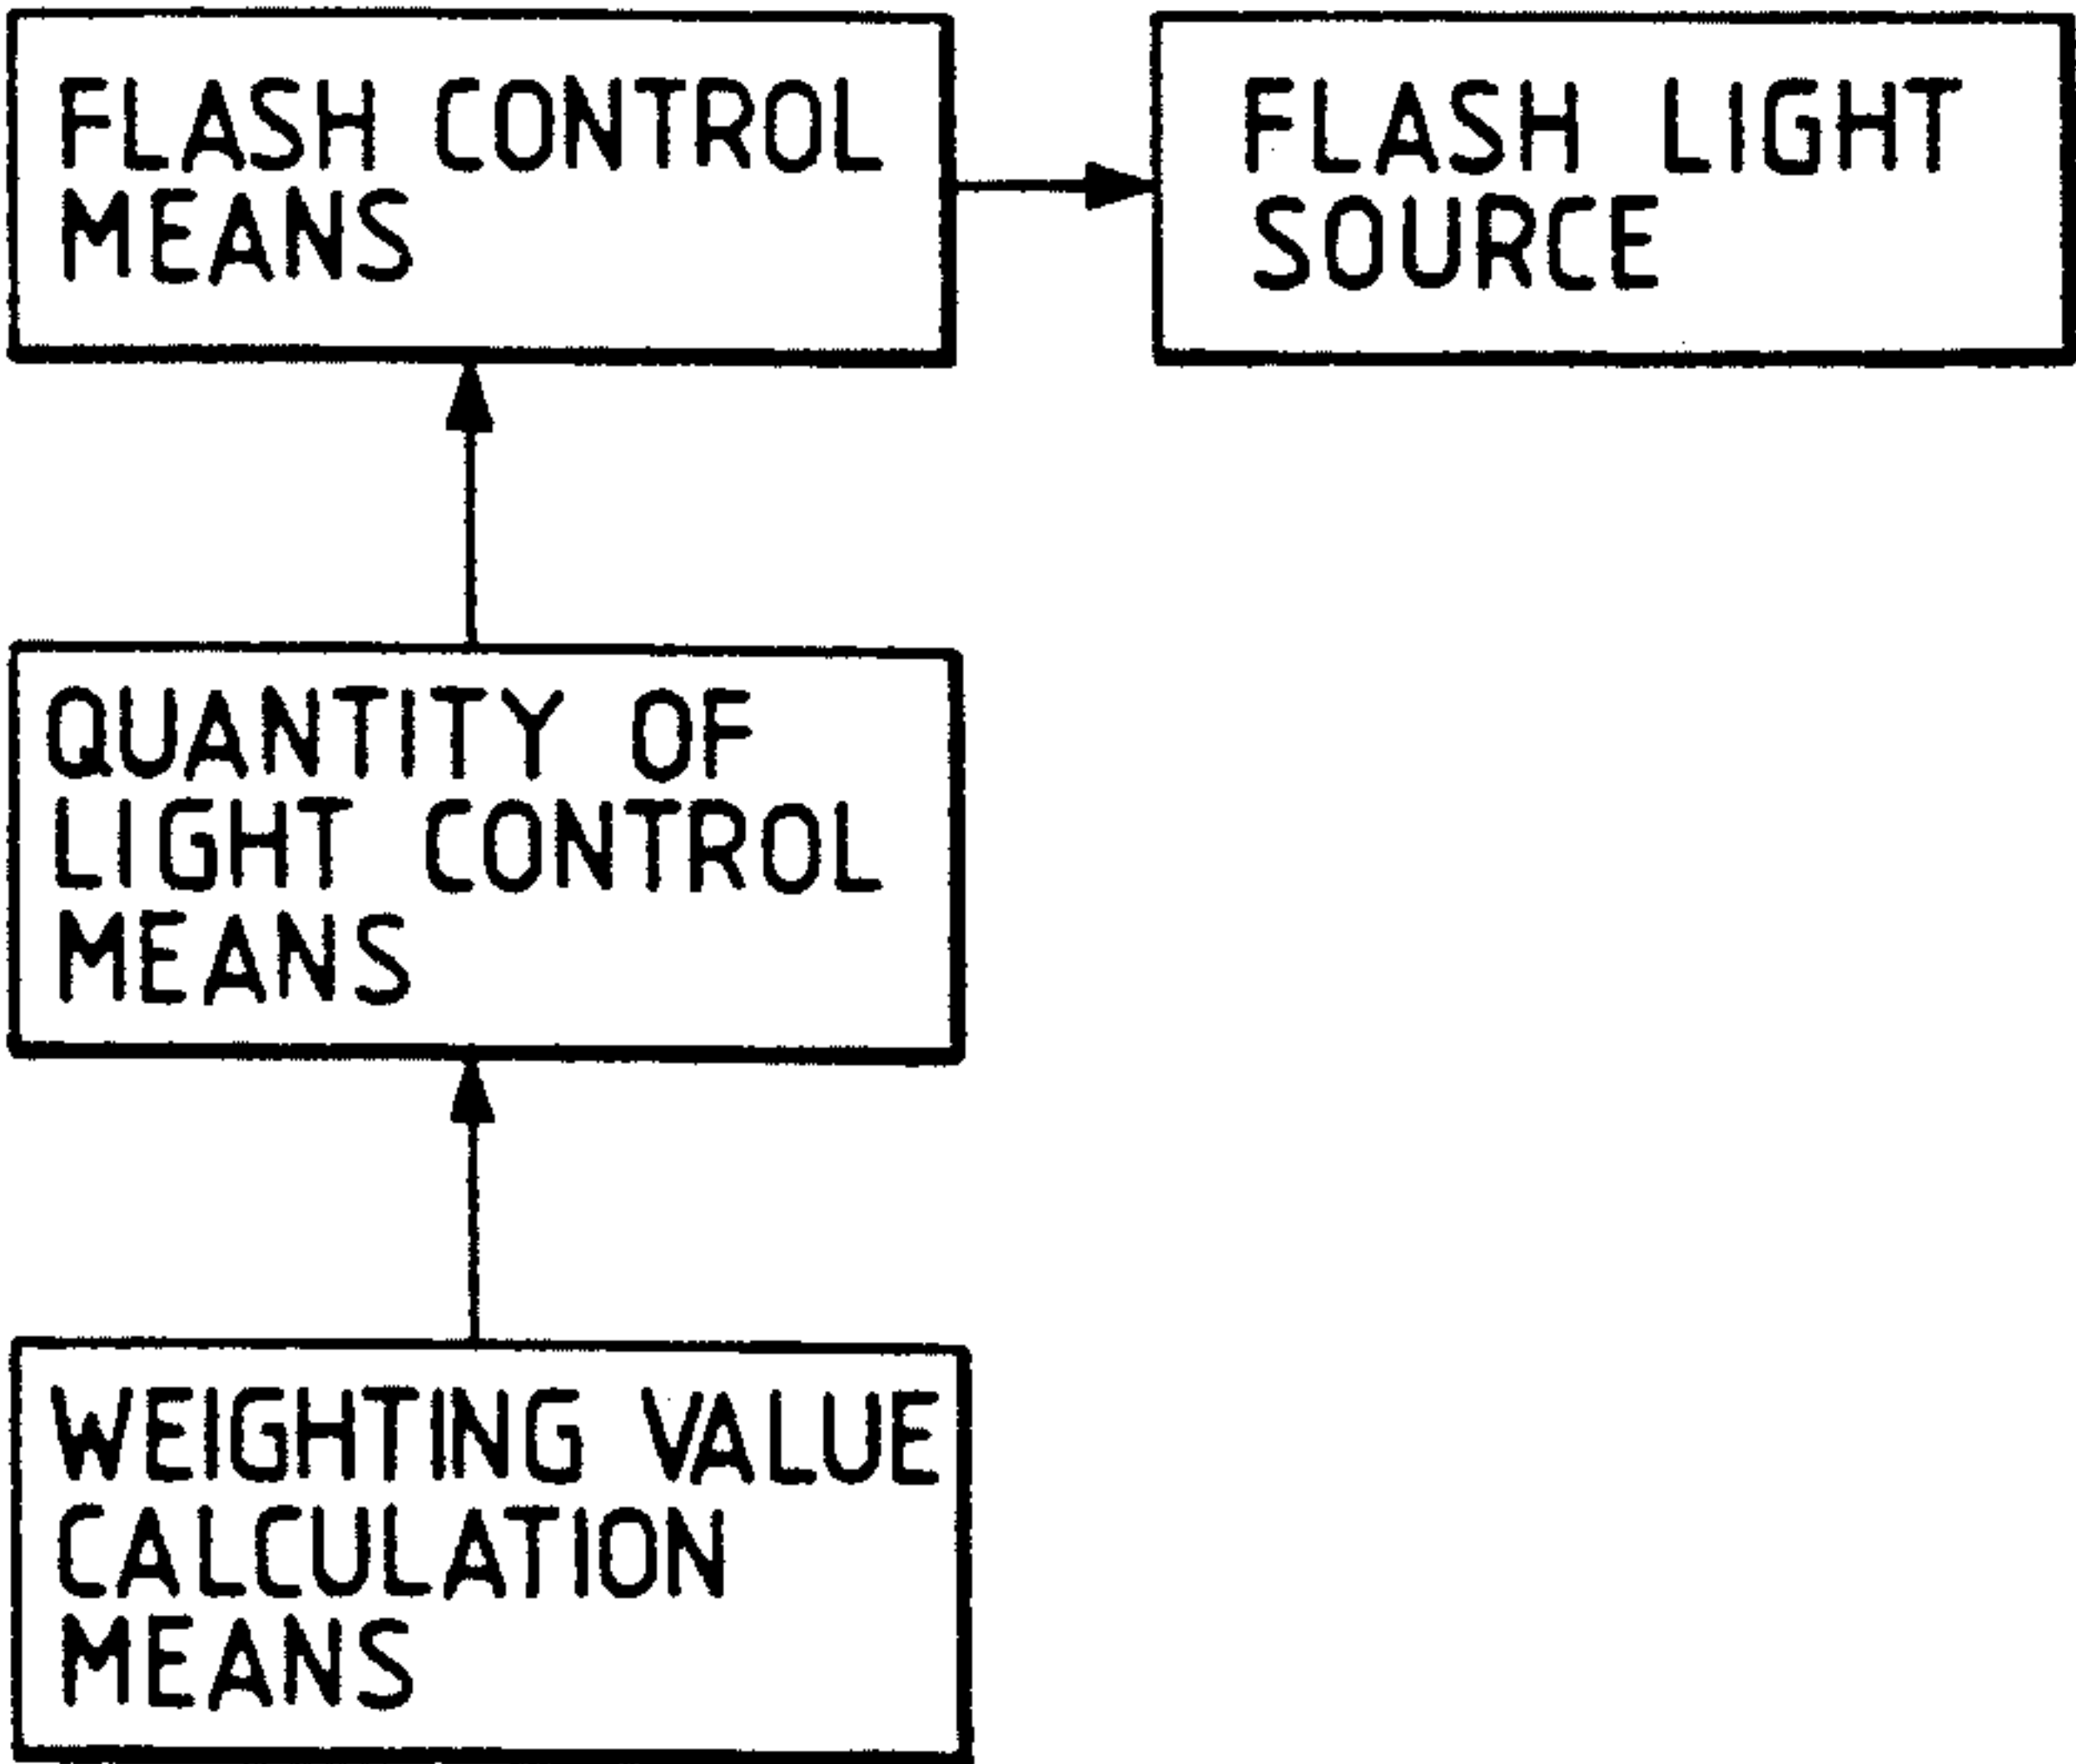 FLASH CONTROL
MEANS
FLASH LIGHT
SOURCE
QUANTITY OF
LIGHT CONTROL
MEANS
WEIGHTING VALUE
CALCULATION
MEANS